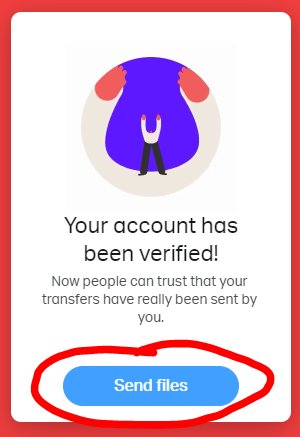 Your account has
been verified!
Now people can trust that your
transfers have really been sent by
you.
Send files